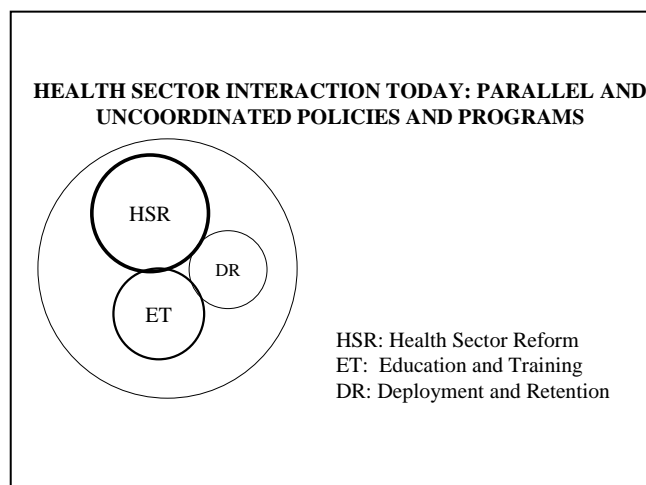 HEALTH SECTOR INTERACTION TODAY: PARALLEL AND
UNCOORDINATED POLICIES AND PROGRAMS
HSR
DR
ET
HSR: Health Sector Reform
ET: Education and Training
DR: Deployment and Retention